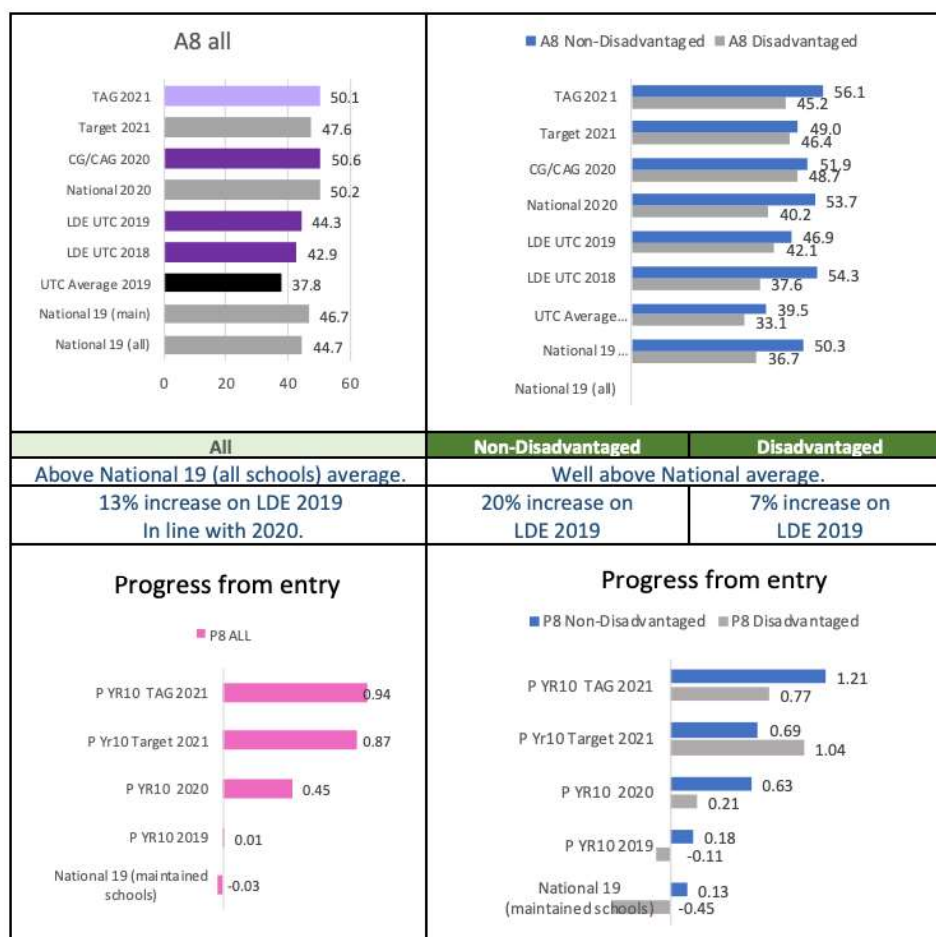 A8 all
TAG 2021 50.1
Target 2021 47.6
CG/CAG 2020 50.6
National 2020 50.2
LDE UTC 2019 44.3
LDE UTC 2018 42.9
UTC Average 2019 37.8
National 19 (main) 46.7
National 19 (all) 44.7
0 20 40 60
A8 Non-Disadvantaged A8 Disadvantaged
TAG 2021 56.1
45.2
Target 2021 49.0
46.4
CG/CAG 2020 51.9
48.7
National 2020 53.7
40.2
LDE UTC 2019 46.9
42.1
LDE UTC 2018 54.3
37.6
UTC Average... 39.5
33.1
National 19 ... 50.3
36.7
National 19 (all)
All Non-Disadvantaged Disadvantaged
Above National 19 (all schools) average. Well above National average.
13% increase on LDE 2019 20% increase on 7% increase on
In line with 2020. LDE 2019 LDE 2019
Progress from entry
P8 ALL
P YR10 TAG 2021 0.94
P Yr10 Target 2021 0.87
P YR10 2020 0.45
P YR10 2019 0.01
National 19 (maintained -0.03
schools)
Progress from entry
P8 Non-Disadvantaged P8 Disadvantaged
P YR10 TAG 2021 1.21
0.77
P Yr10 Target 2021 0.69
1.04
P YR10 2020 0.63
0.21
P YR10 2019 0.18
-0.11
National 19 0.13
(maintained schools) -0.45